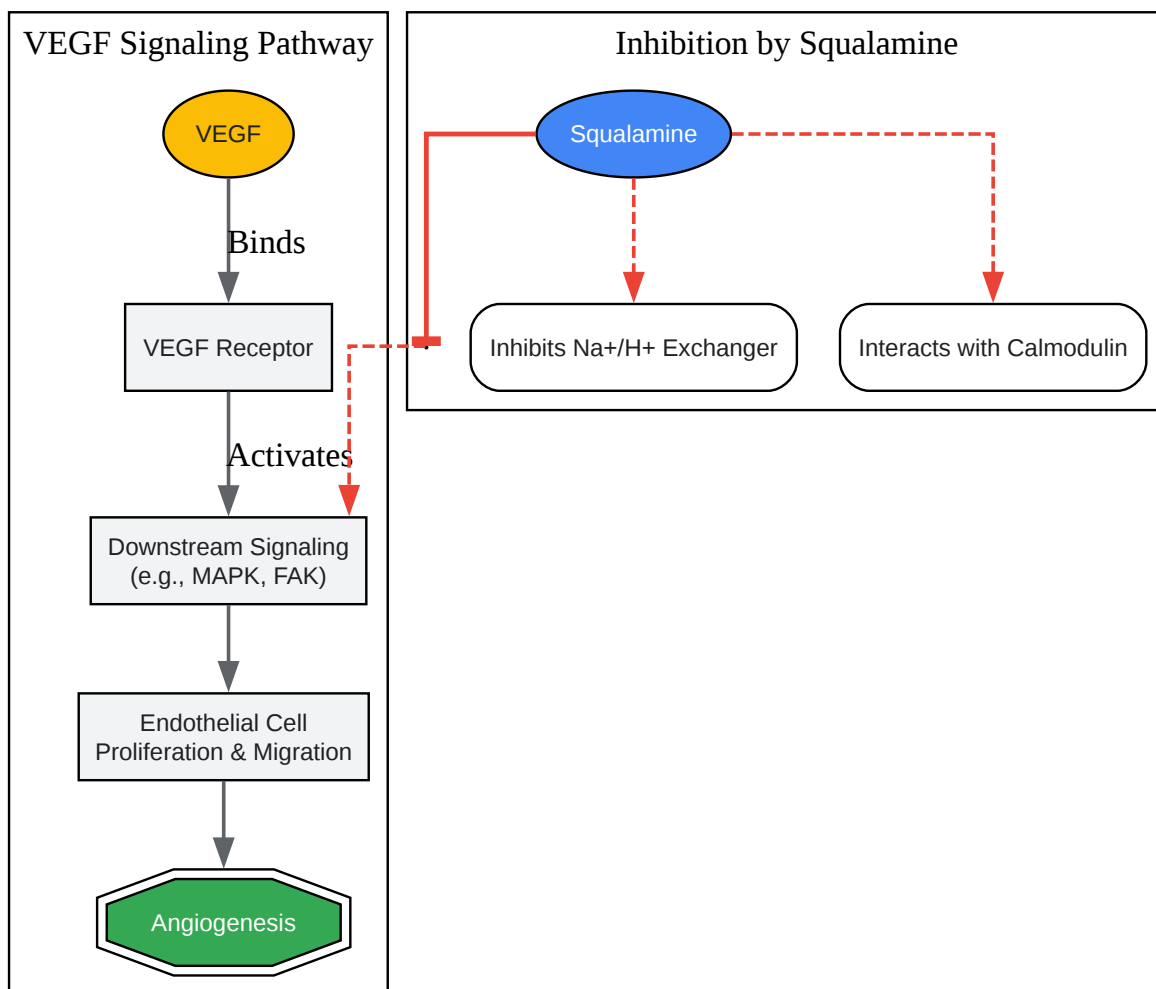 VEGF Signaling Pathway
VEGF
Binds
VEGF Receptor
Activates
Downstream Signaling
(e.g., MAPK, FAK)
Endothelial Cell
Proliferation & Migration
Angiogenesis
Inhibition by Squalamine
Squalamine
Inhibits Na+/H+ Exchanger
Interacts with Calmodulin